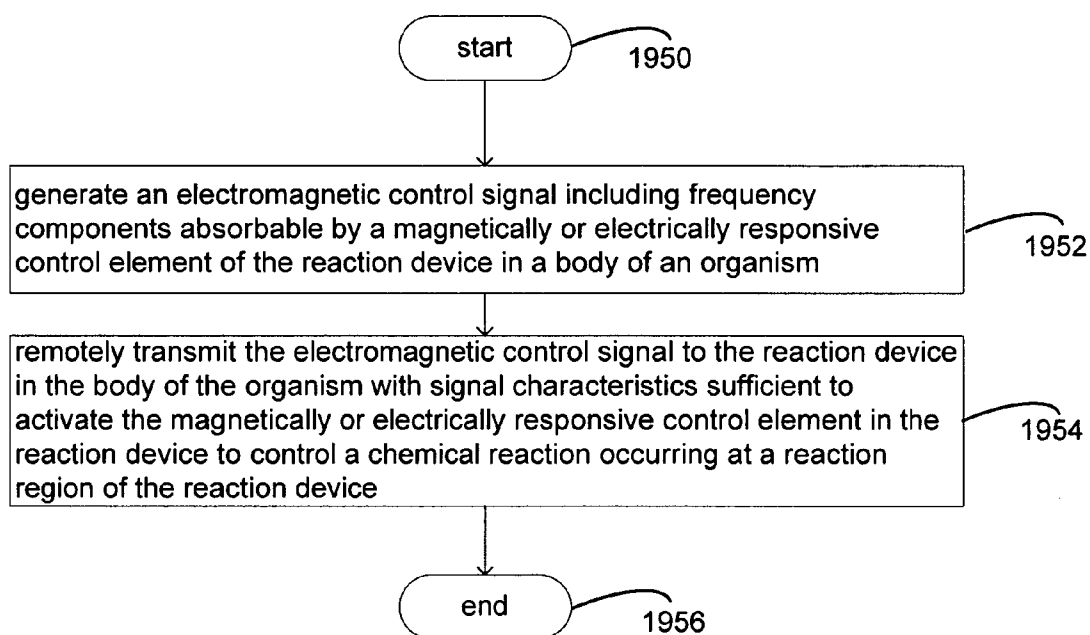 start
1950
generate an electromagnetic control signal including frequency
components absorbable by a magnetically or electrically responsive
control element of the reaction device in a body of an organism
1952
remotely transmit the electromagnetic control signal to the reaction device
in the body of the organism with signal characteristics sufficient to
activate the magnetically or electrically responsive control element in the
reaction device to control a chemical reaction occurring at a reaction
region of the reaction device
1954
end
1956